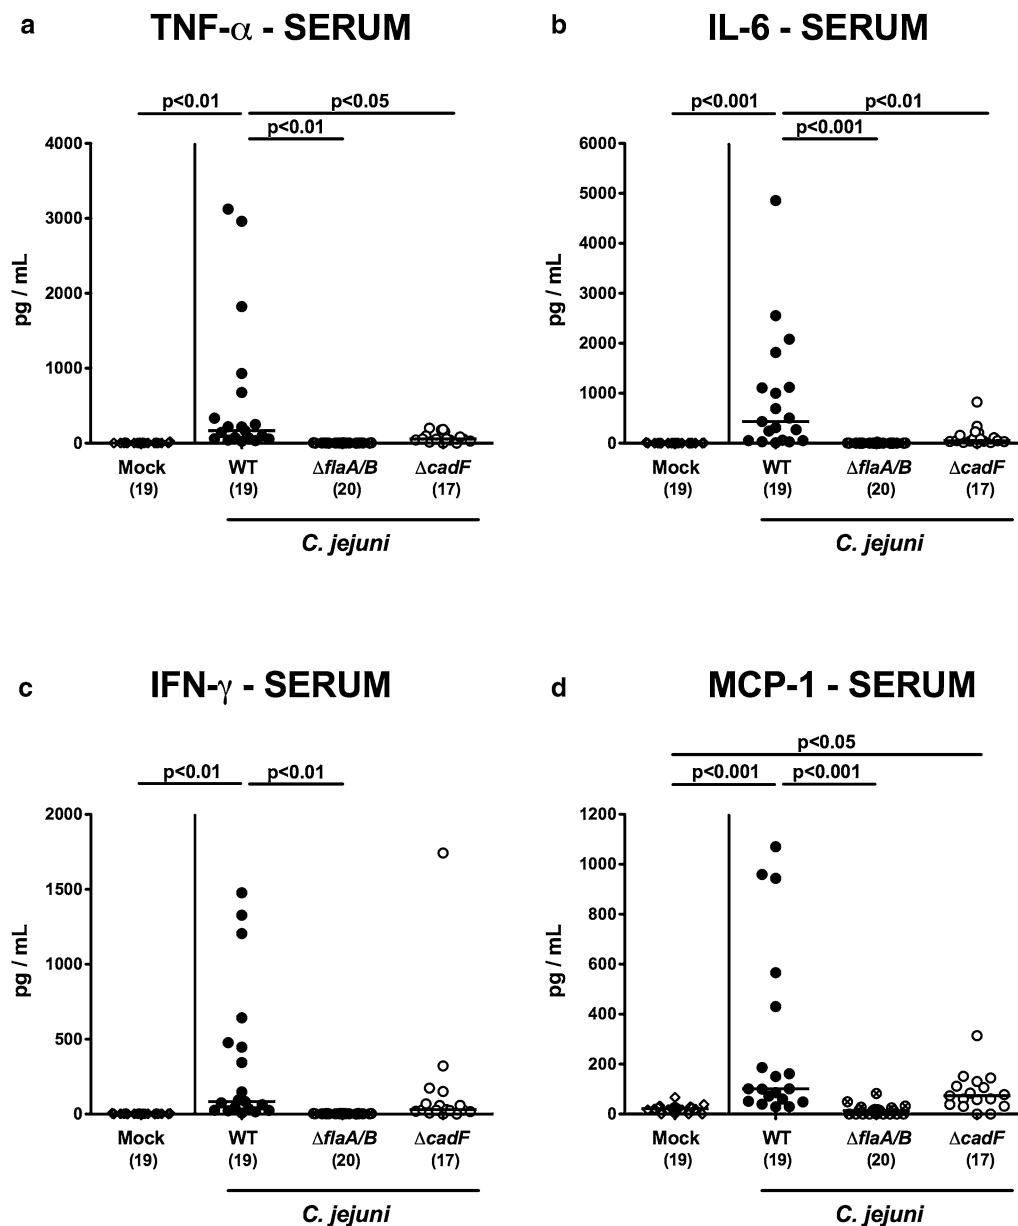 a TNF-α - SERUM
p<0.01 p<0.05
p<0.01
4000
3000
2000
1000
0
pg / mL
Mock WT ΔflaA/B ΔcadF
(19) (19) (20) (17)
C. jejuni
b IL-6 - SERUM
p<0.001 p<0.01
p<0.001
6000
5000
4000
3000
2000
1000
0
pg / mL
Mock WT ΔflaA/B ΔcadF
(19) (19) (20) (17)
C. jejuni
c IFN-γ - SERUM
p<0.01 p<0.01
2000
1500
1000
500
0
pg / mL
Mock WT ΔflaA/B ΔcadF
(19) (19) (20) (17)
C. jejuni
d MCP-1 - SERUM
p<0.05
p<0.001 p<0.001
1200
1000
800
600
400
200
0
pg / mL
Mock WT ΔflaA/B ΔcadF
(19) (19) (20) (17)
C. jejuni